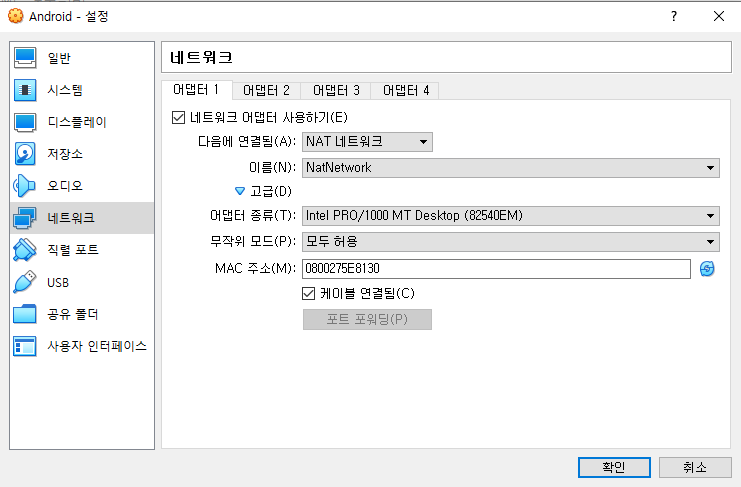 Android - 설정
일반
시스템
디스플레이
저장소
오디오
네트워크
직렬 포트
USB
공유 폴더
사용자 인터페이스
네트워크
어댑터 1 어댑터 2 어댑터 3 어댑터 4
네트워크 어댑터 사용하기(E)
다음에 연결됨(A): NAT 네트워크
이름(N): NatNetwork
고급(D)
어댑터 종류(T): Intel PRO/1000 MT Desktop (82540EM)
무작위 모드(P): 모두 허용
MAC 주소(M): 0800275E8130
케이블 연결됨(C)
포트 포워딩(P)
확인 취소